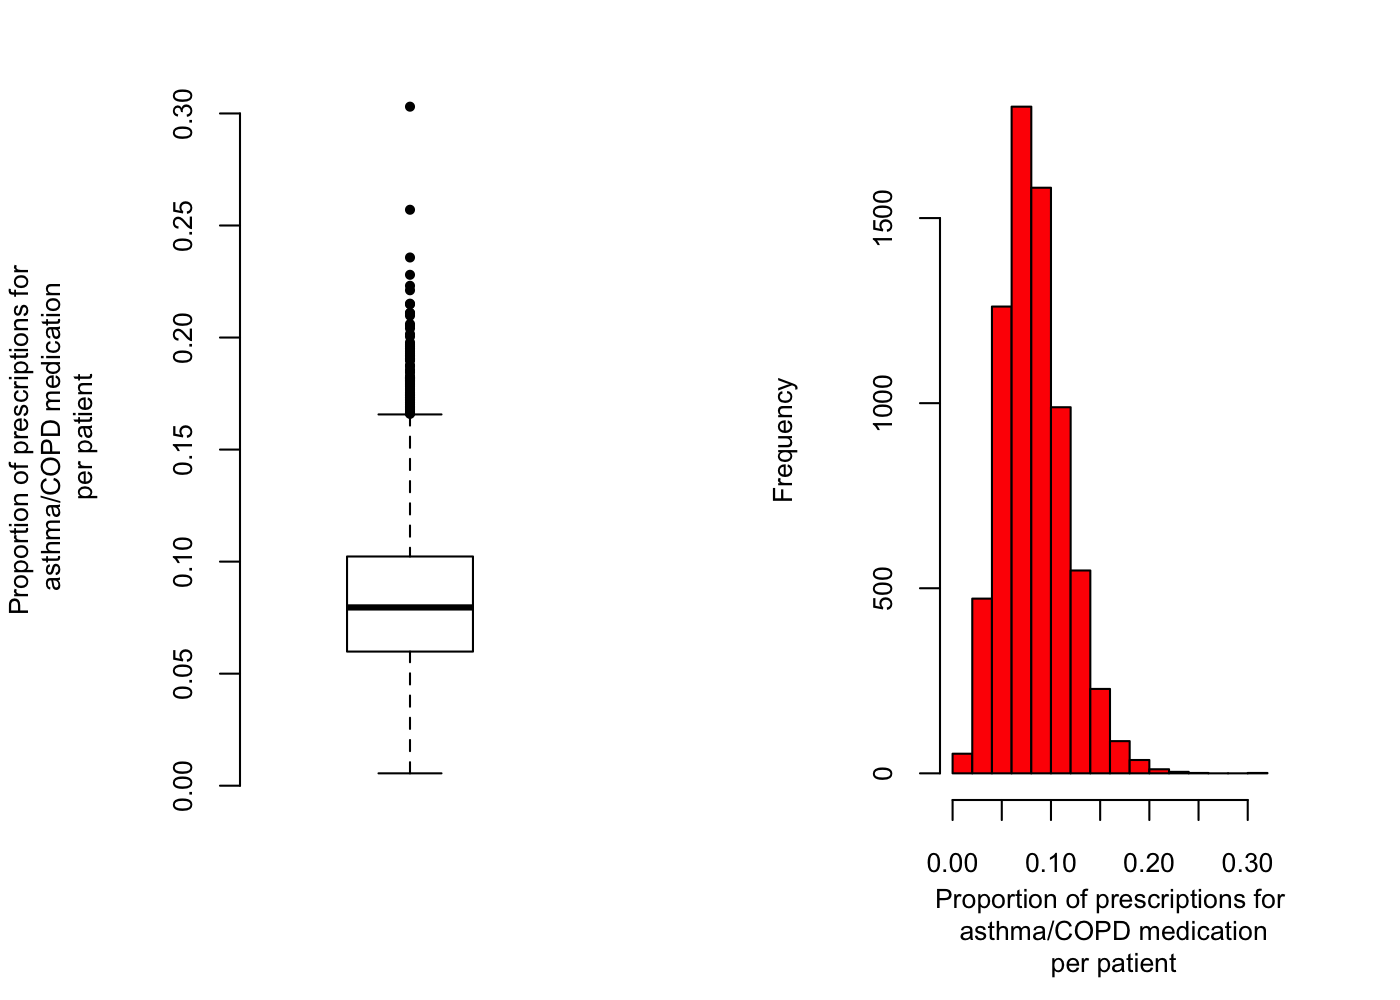 Proportion of prescriptions for
asthma/COPD medication
per patient
0.30
0.25
0.20
0.15
0.10
0.05
0.00
Frequency
1500
1000
500
0
0.00 0.10 0.20 0.30
Proportion of prescriptions for
asthma/COPD medication
per patient